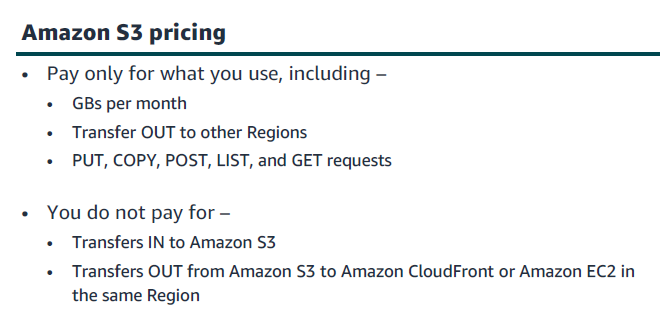 Amazon S3 pricing
• Pay only for what you use, including –
• GBs per month
• Transfer OUT to other Regions
• PUT, COPY, POST, LIST, and GET requests
• You do not pay for –
• Transfers IN to Amazon S3
• Transfers OUT from Amazon S3 to Amazon CloudFront or Amazon EC2 in
the same Region